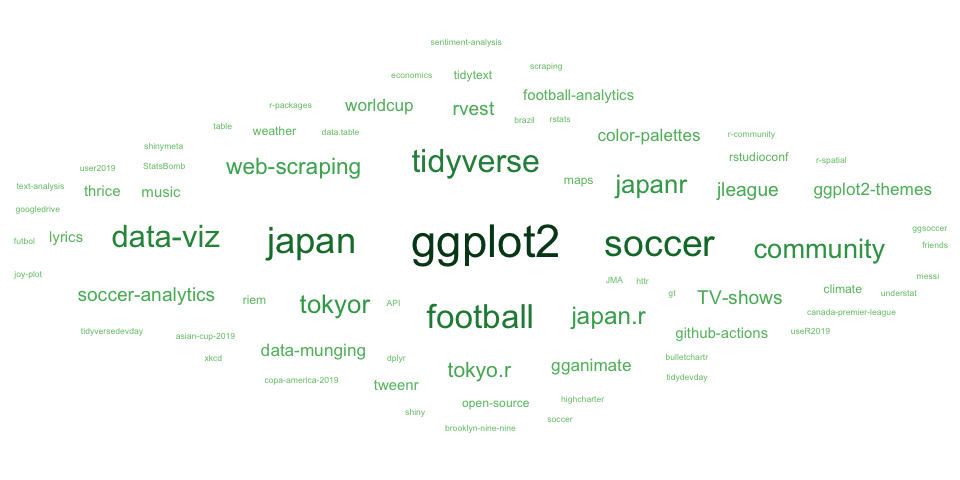 sentiment-analysis
scraping
economics tidytext
football-analytics
r-packages worldcup rvest
brazil rstats
table weather data.table color-palettes r-community
shinymeta
user2019 StatsBomb web-scraping tidyverse rstudioconf r-spatial
text-analysis thrice music maps japanr jleague ggplot2-themes
googledrive
ggsoccer
futbol lyrics data-viz japan ggplot2 soccer community friends
joy-plot messi
JMA httr
soccer-analytics riem tokyor API gt TV-shows climate understat
canada-premier-league
tidyversedevday asian-cup-2019 football japan.r github-actions useR2019
xkcd data-munging dplyr bulletchartr
copa-america-2019 tweenr tokyo.r gganimate tidydevday
shiny open-source highcharter
brooklyn-nine-nine soccer